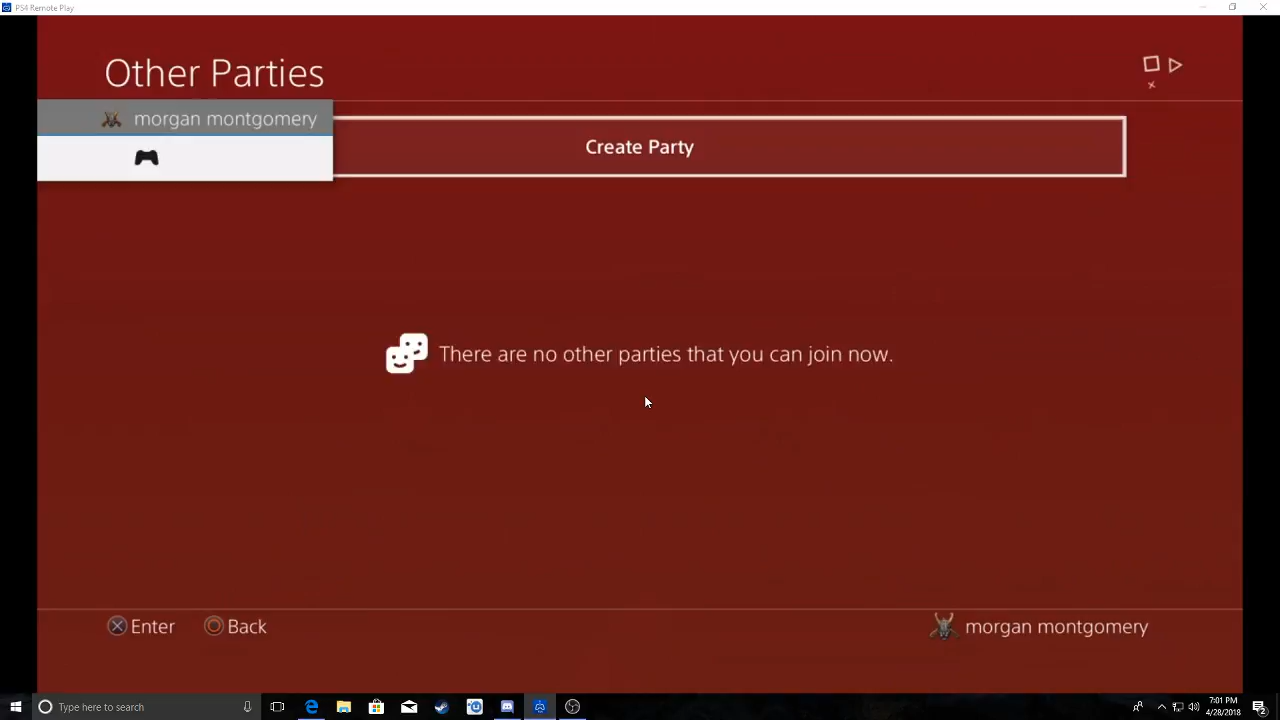 PS4 Remote Play
Other Parties
morgan montgomery
Create Party
There are no other parties that you can join now.
Enter
Back
morgan montgomery
Type here to search
7:01 PM
4/28/2018
2